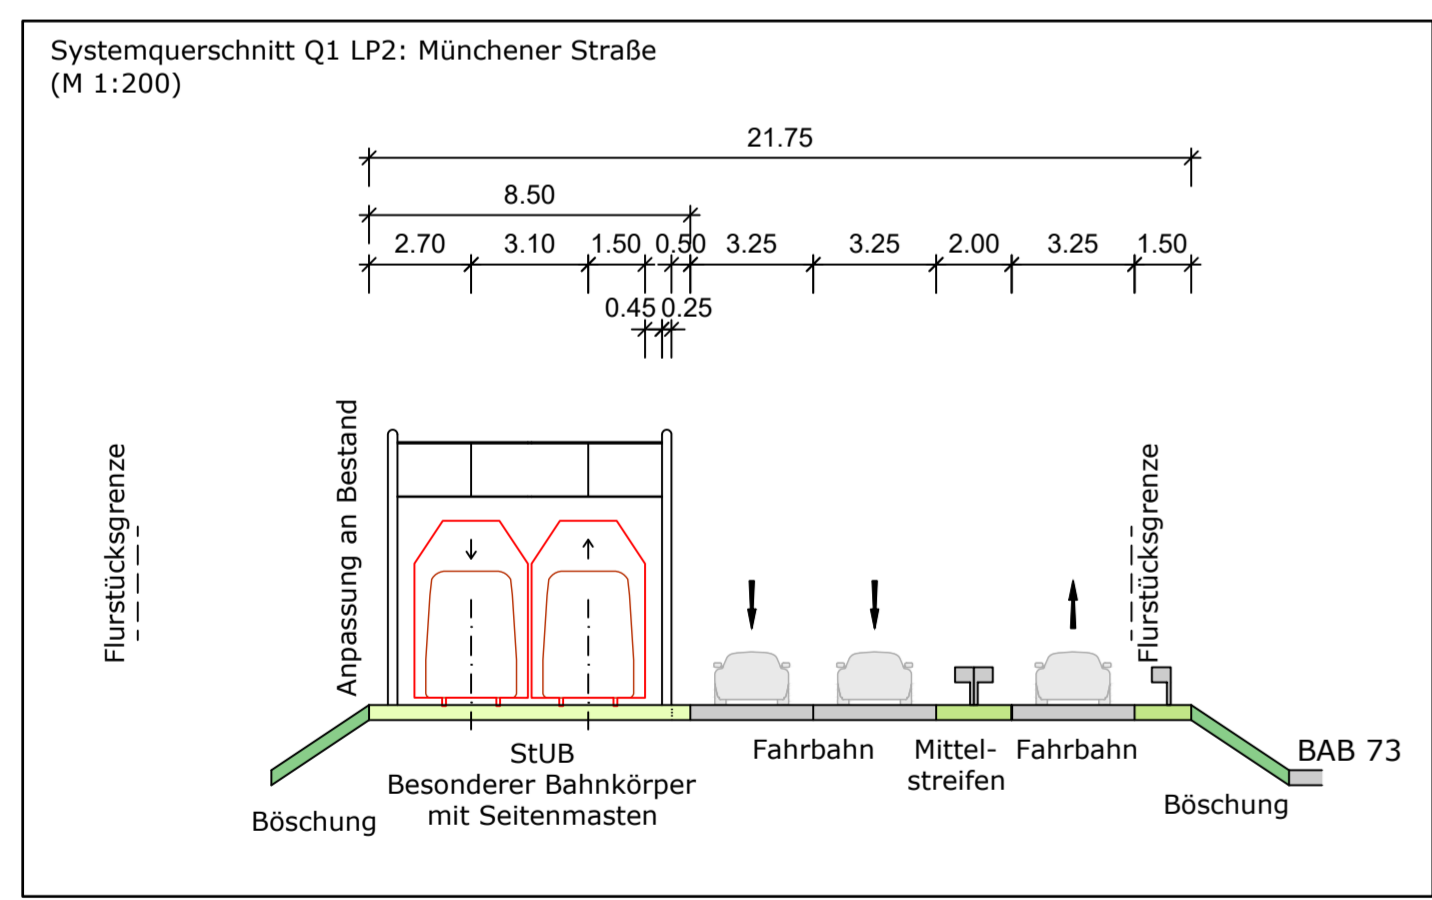 Systemquerschnitt Q1 LP2: Münchener Straße
(M 1:200)
21.75
8.50
2.70 3.10 1.50 0.50 3.25 3.25 2.00 3.25 1.50
0.45 0.25
Flurstücksgrenze
Anpassung an Bestand
Flurstücksgrenze
StUB
Besonderer Bahnkörper
mit Seitenmasten
Fahrbahn
Mittel-
streifen
Fahrbahn
BAB 73
Böschung
Böschung